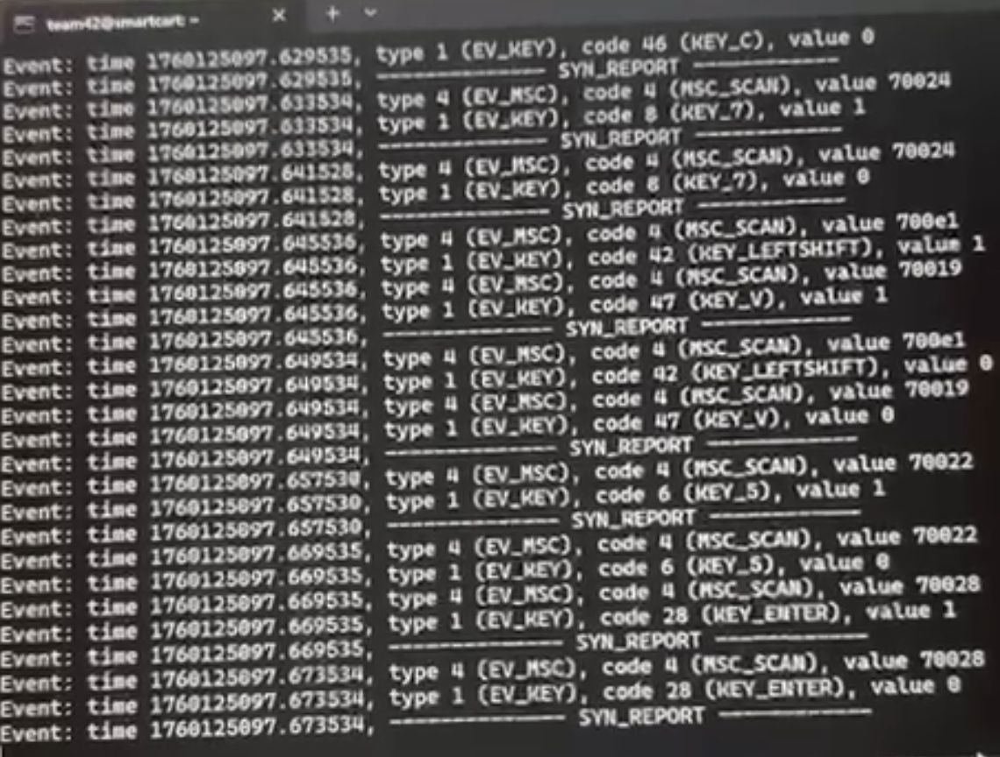 team42@smartcart: ~
Event: time 1760125097.629535, type 1 (EV_KEY), code 46 (KEY_C), value 0
Event: time 1760125097.629535, -------------- SYN_REPORT ------------
Event: time 1760125097.633534, type 4 (EV_MSC), code 4 (MSC_SCAN), value 70024
Event: time 1760125097.633534, type 1 (EV_KEY), code 8 (KEY_7), value 1
Event: time 1760125097.633534, -------------- SYN_REPORT ------------
Event: time 1760125097.641528, type 4 (EV_MSC), code 4 (MSC_SCAN), value 70024
Event: time 1760125097.641528, type 1 (EV_KEY), code 8 (KEY_7), value 0
Event: time 1760125097.641528, -------------- SYN_REPORT ------------
Event: time 1760125097.645536, type 4 (EV_MSC), code 4 (MSC_SCAN), value 700e1
Event: time 1760125097.645536, type 1 (EV_KEY), code 42 (KEY_LEFTSHIFT), value 1
Event: time 1760125097.645536, type 4 (EV_MSC), code 4 (MSC_SCAN), value 70019
Event: time 1760125097.645536, type 1 (EV_KEY), code 47 (KEY_V), value 1
Event: time 1760125097.645536, -------------- SYN_REPORT ------------
Event: time 1760125097.649534, type 4 (EV_MSC), code 4 (MSC_SCAN), value 700e1
Event: time 1760125097.649534, type 1 (EV_KEY), code 42 (KEY_LEFTSHIFT), value 0
Event: time 1760125097.649534, type 4 (EV_MSC), code 4 (MSC_SCAN), value 70019
Event: time 1760125097.649534, type 1 (EV_KEY), code 47 (KEY_V), value 0
Event: time 1760125097.649534, -------------- SYN_REPORT ------------
Event: time 1760125097.657530, type 4 (EV_MSC), code 4 (MSC_SCAN), value 70022
Event: time 1760125097.657530, type 1 (EV_KEY), code 6 (KEY_5), value 1
Event: time 1760125097.657530, -------------- SYN_REPORT ------------
Event: time 1760125097.669535, type 4 (EV_MSC), code 4 (MSC_SCAN), value 70022
Event: time 1760125097.669535, type 1 (EV_KEY), code 6 (KEY_5), value 0
Event: time 1760125097.669535, type 4 (EV_MSC), code 4 (MSC_SCAN), value 70028
Event: time 1760125097.669535, type 1 (EV_KEY), code 28 (KEY_ENTER), value 1
Event: time 1760125097.669535, -------------- SYN_REPORT ------------
Event: time 1760125097.673534, type 4 (EV_MSC), code 4 (MSC_SCAN), value 70028
Event: time 1760125097.673534, type 1 (EV_KEY), code 28 (KEY_ENTER), value 0
Event: time 1760125097.673534, -------------- SYN_REPORT ------------